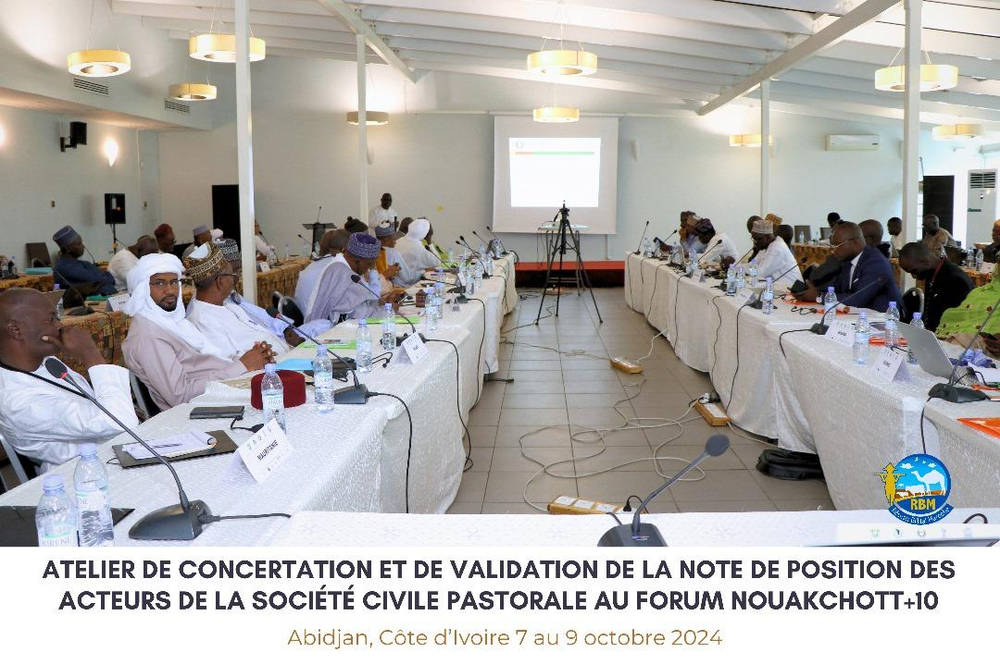 MAURITANIE
KIRENE
RBM
ATELIER DE CONCERTATION ET DE VALIDATION DE LA NOTE DE POSITION DES
ACTEURS DE LA SOCIÉTÉ CIVILE PASTORALE AU FORUM NOUAKCHOTT+10
Abidjan, Côte d'Ivoire 7 au 9 octobre 2024